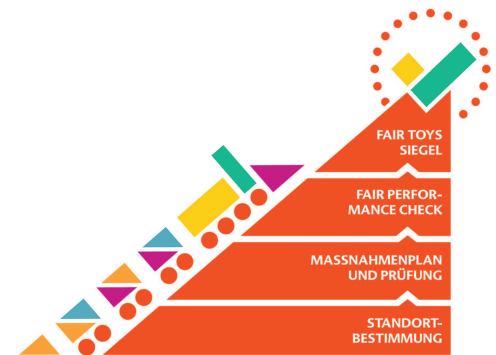 FAIR TOYS
SIEGEL
FAIR PERFOR-
MANCE CHECK
MASSNAHMENPLAN
UND PRÜFUNG
STANDORT-
BESTIMMUNG